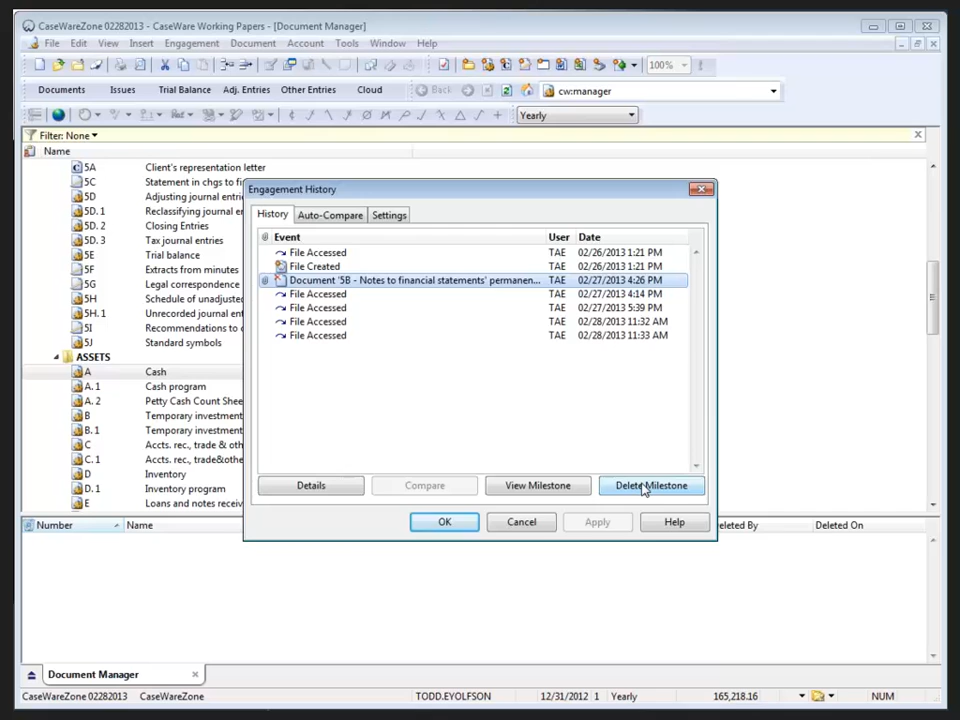 CaseWareZone 02282013 - CaseWare Working Papers - [Document Manager]
File Edit View Insert Engagement Document Account Tools Window Help
100%
Documents Issues Trial Balance Adj. Entries Other Entries Cloud Back cw:manager
Yearly
Filter: None
Name
5A Client's representation letter
5C Statement in chgs to fi
5D Adjusting journal entries
5D. 1 Reclassifying journal er
5D. 2 Closing Entries
5D. 3 Tax journal entries
5E Trial balance
5F Extracts from minutes
5G Legal correspondence
5H Schedule of unadjusted
5H. 1 Unrecorded journal entr
5I Recommendations to c
5J Standard symbols
ASSETS
A Cash
A. 1 Cash program
A. 2 Petty Cash Count Shee
B Temporary investment
B. 1 Temporary investment
C Accts. rec., trade & othe
C. 1 Accts. rec., trade&othe
D Inventory
D. 1 Inventory program
E Loans and notes receiv
Engagement History
History Auto-Compare Settings
Event User Date
File Accessed TAE 02/26/2013 1:21 PM
File Created TAE 02/26/2013 1:21 PM
Document '5B - Notes to financial statements' permanen... TAE 02/27/2013 4:26 PM
File Accessed TAE 02/27/2013 4:14 PM
File Accessed TAE 02/27/2013 5:39 PM
File Accessed TAE 02/28/2013 11:32 AM
File Accessed TAE 02/28/2013 11:33 AM
Details Compare View Milestone Delete Milestone
OK Cancel Apply Help
Number Name Deleted By Deleted On
Document Manager
CaseWareZone 02282013 CaseWareZone TODD.EYOLFSON 12/31/2012 1 Yearly 165,218.16 NUM